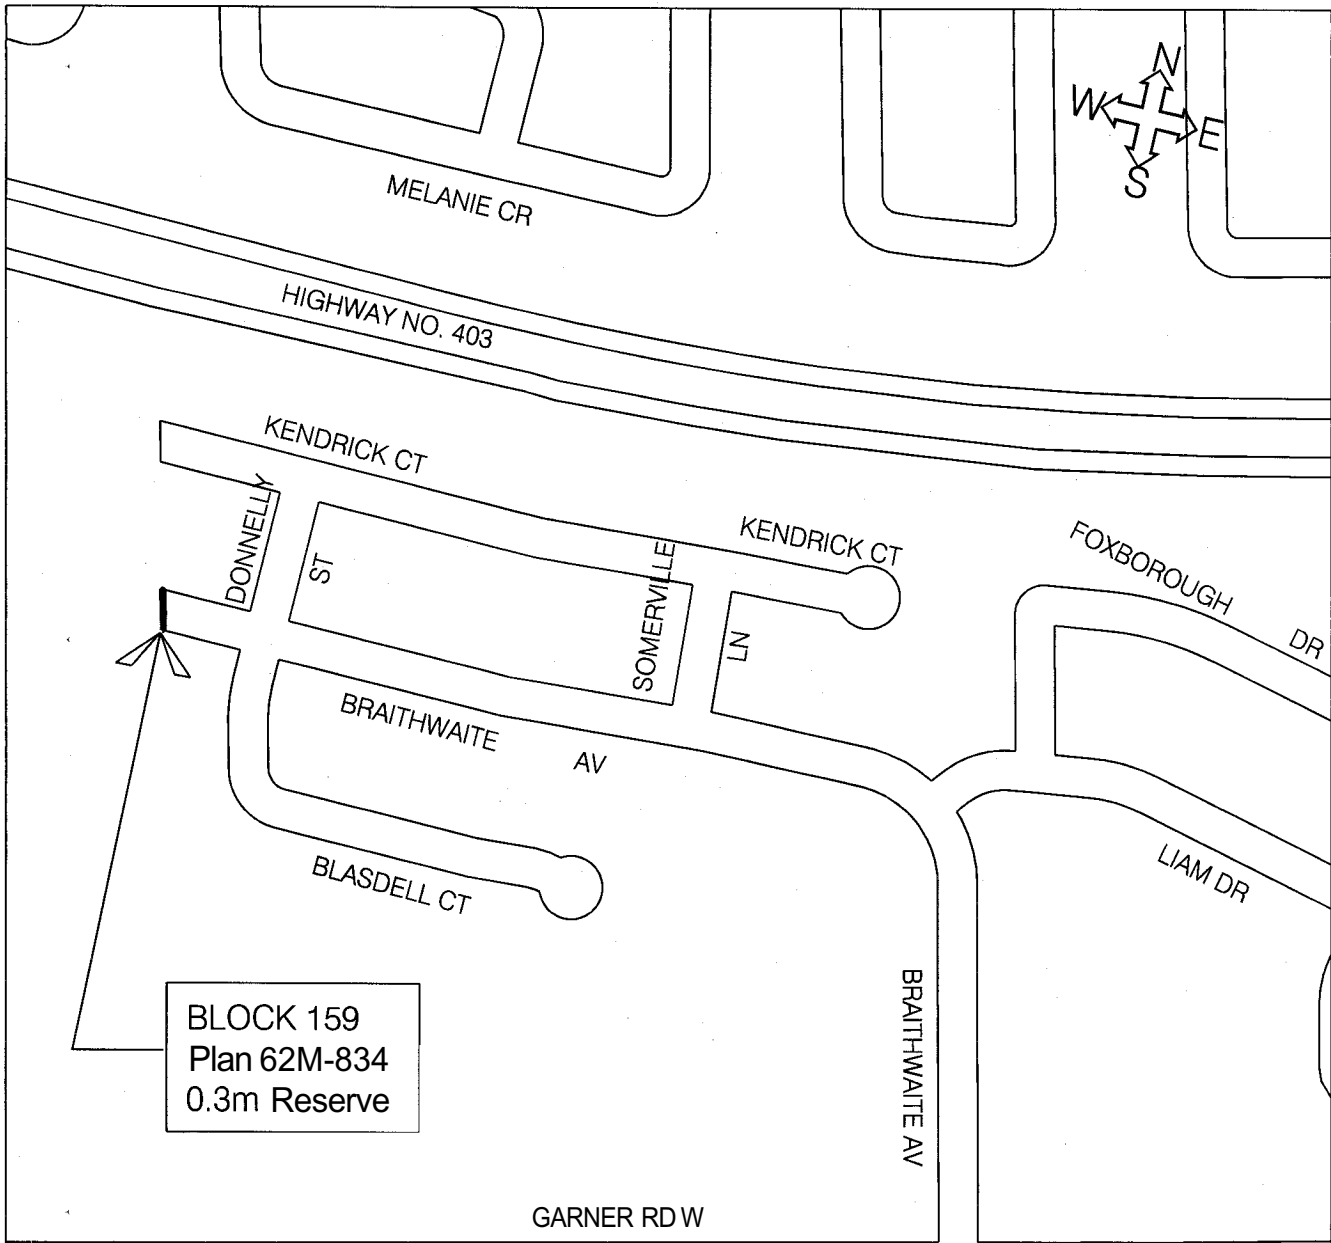 N
W
E
S
MELANIE CR
HIGHWAY NO. 403
KENDRICK CT
DONNELLY
ST
KENDRICK CT
SOMERVILLE
LN
FOXBOROUGH
DR
BRAITHWAITE
AV
BLASDELL CT
LIAM DR
BRAITHWAITE AV
BLOCK 159
Plan 62M-834
0.3m Reserve
GARNER RD W